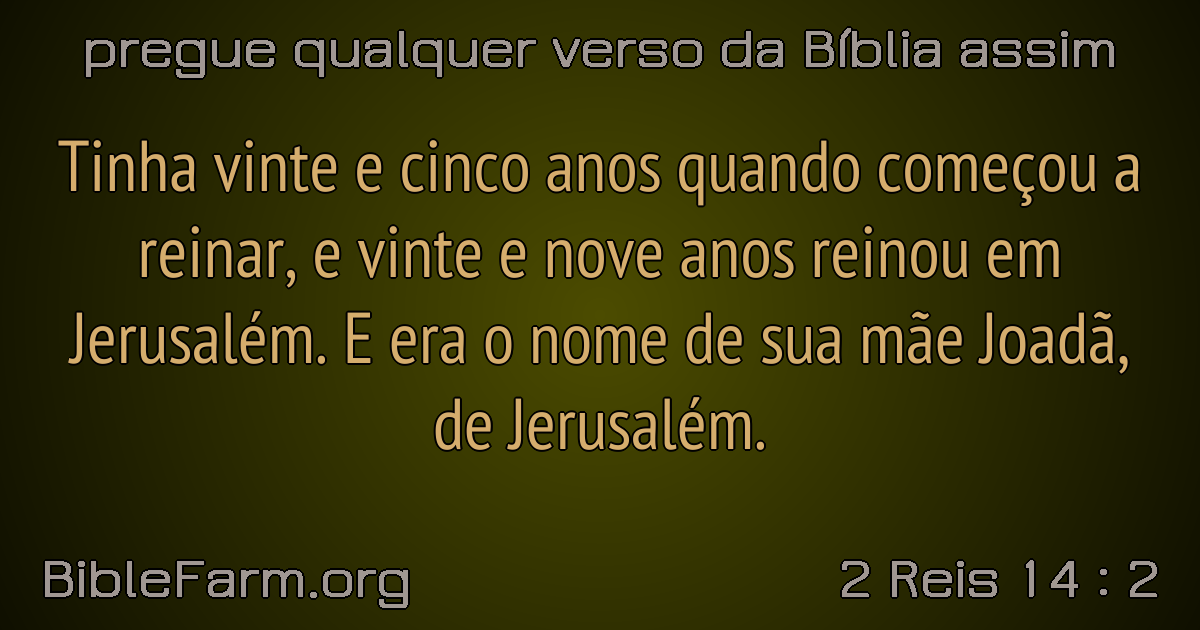 pregue qualquer verso da Bíblia assim
Tinha vinte e cinco anos quando começou a
reinar, e vinte e nove anos reinou em
Jerusalém. E era o nome de sua mãe Joadã,
de Jerusalém.
BibleFarm.org
2 Reis 14 : 2